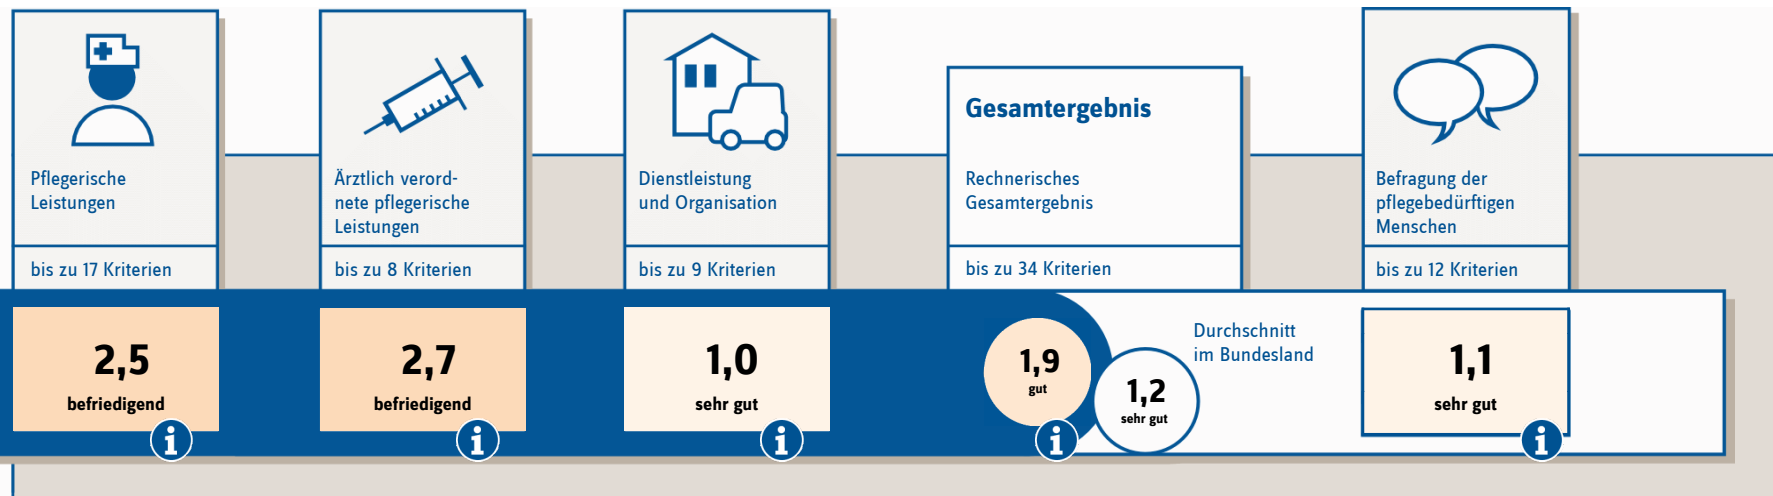 Pflegerische
Leistungen
bis zu 17 Kriterien
2,5
befriedigend
i
Ärztlich verord-
nete pflegerische
Leistungen
bis zu 8 Kriterien
2,7
befriedigend
i
Dienstleistung
und Organisation
bis zu 9 Kriterien
1,0
sehr gut
i
Gesamtergebnis
Rechnerisches
Gesamtergebnis
bis zu 34 Kriterien
1,9
gut
i
1,2
sehr gut
Durchschnitt
im Bundesland
Befragung der
pflegebedürftigen
Menschen
bis zu 12 Kriterien
1,1
sehr gut
i